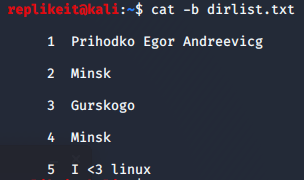 replikeit@kali:~$ cat -b dirlist.txt
1 Prihodko Egor Andreevicg
2 Minsk
3 Gurskogo
4 Minsk
5 I <3 linux